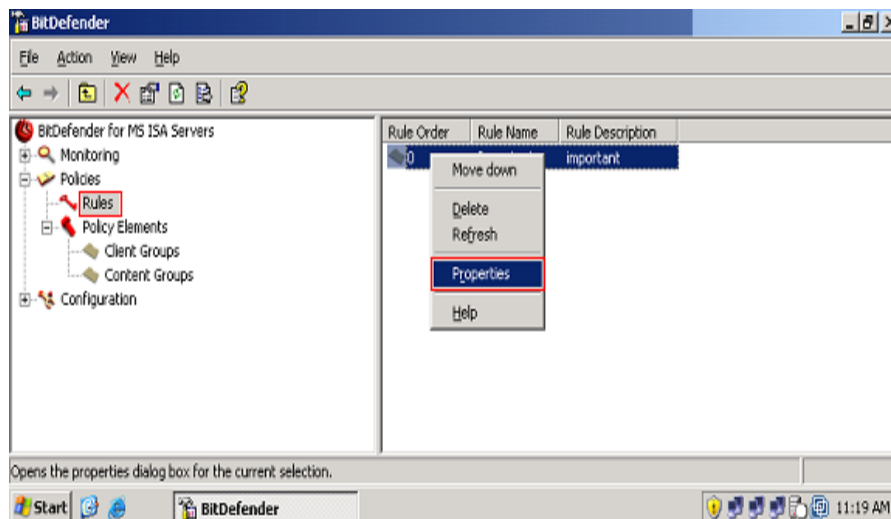 BitDefender
File Action View Help
BitDefender for MS ISA Servers
Monitoring
Policies
Rules
Policy Elements
Client Groups
Content Groups
Configuration
Rule Order Rule Name Rule Description
0 important
Move down
Delete
Refresh
Properties
Help
Opens the properties dialog box for the current selection.
Start BitDefender 11:19 AM